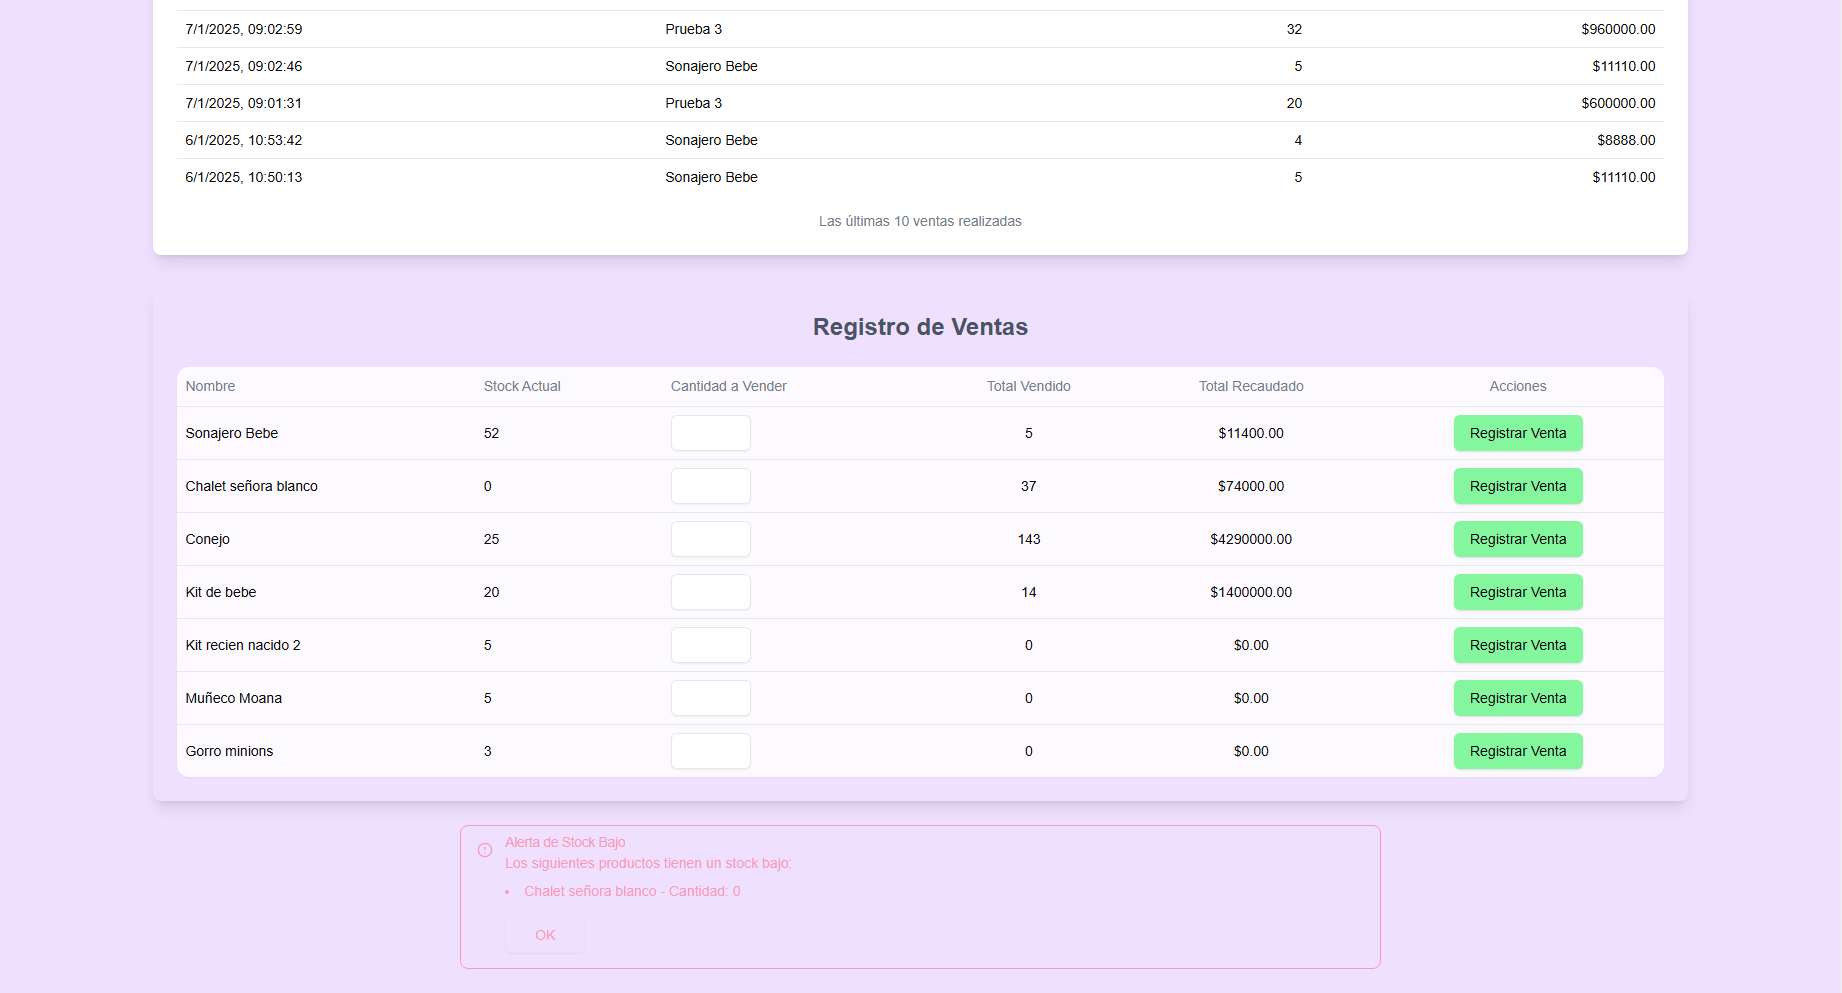 7/1/2025, 09:02:59 Prueba 3 32 $960000.00
7/1/2025, 09:02:46 Sonajero Bebe 5 $11110.00
7/1/2025, 09:01:31 Prueba 3 20 $600000.00
6/1/2025, 10:53:42 Sonajero Bebe 4 $8888.00
6/1/2025, 10:50:13 Sonajero Bebe 5 $11110.00
Las últimas 10 ventas realizadas
Registro de Ventas
Nombre Stock Actual Cantidad a Vender Total Vendido Total Recaudado Acciones
Sonajero Bebe 52 5 $11400.00 Registrar Venta
Chalet señora blanco 0 37 $74000.00 Registrar Venta
Conejo 25 143 $4290000.00 Registrar Venta
Kit de bebe 20 14 $1400000.00 Registrar Venta
Kit recien nacido 2 5 0 $0.00 Registrar Venta
Muñeco Moana 5 0 $0.00 Registrar Venta
Gorro minions 3 0 $0.00 Registrar Venta
Alerta de Stock Bajo
Los siguientes productos tienen un stock bajo:
• Chalet señora blanco - Cantidad: 0
OK